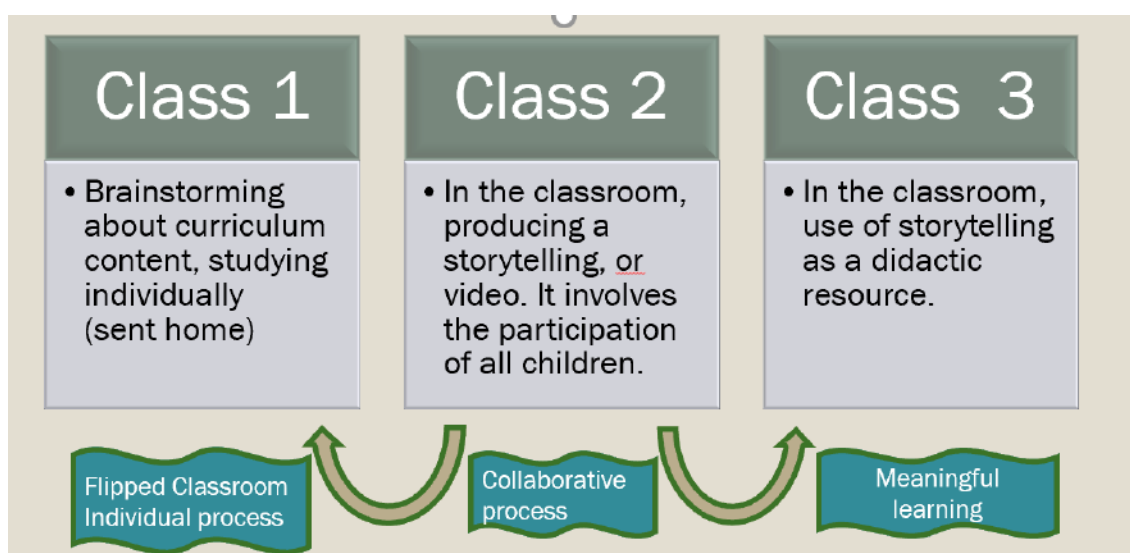 Class 1
• Brainstorming
about curriculum
content, studying
individually
(sent home)
Class 2
• In the classroom,
producing a
storytelling, or
video. It involves
the participation
of all children.
Class 3
• In the classroom,
use of storytelling
as a didactic
resource.
Flipped Classroom
Individual process
Collaborative
process
Meaningful
learning